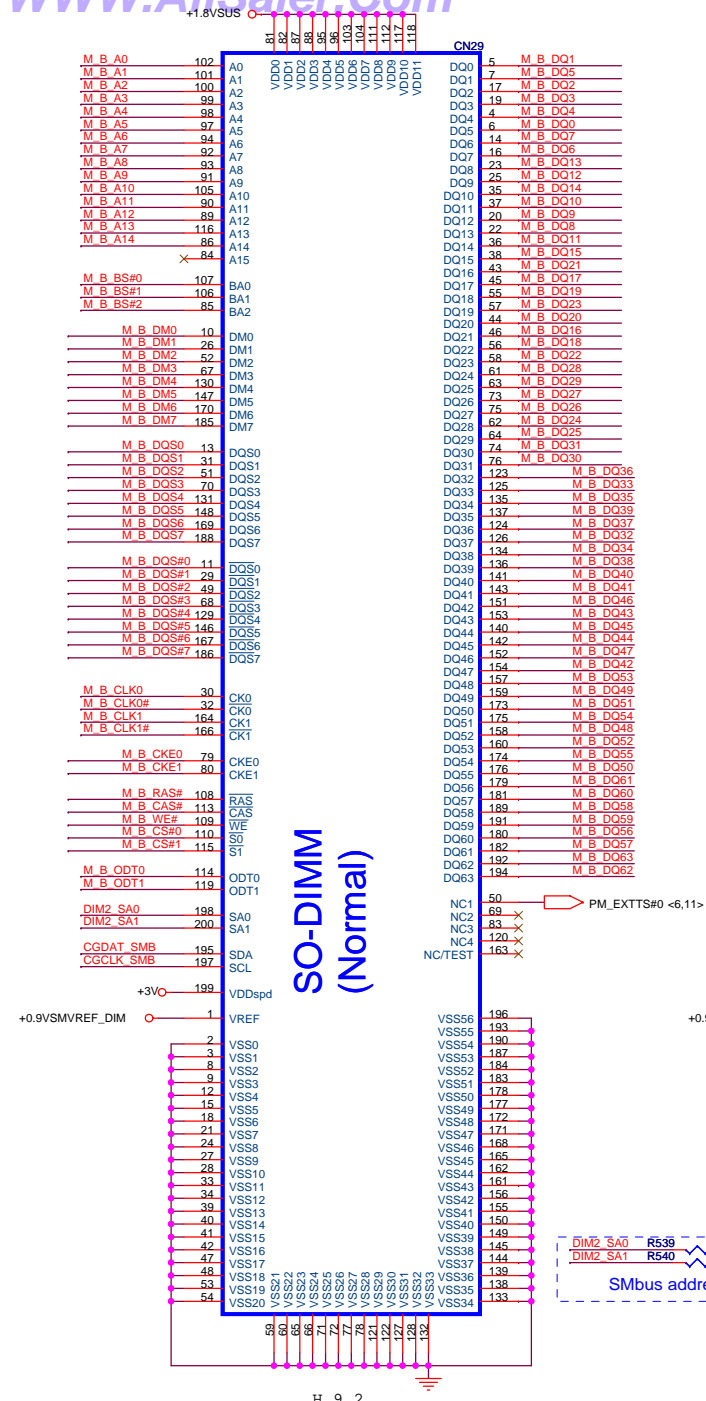 WWW.AllSaler.Com
+1.8VSUS
81 82 87 88 95 96 103 104 111 112 117 118
VDD0 VDD1 VDD2 VDD3 VDD4 VDD5 VDD6 VDD7 VDD8 VDD9 VDD10 VDD11
CN29
M_B_A0 102 A0
M_B_A1 101 A1
M_B_A2 100 A2
M_B_A3 99 A3
M_B_A4 98 A4
M_B_A5 97 A5
M_B_A6 94 A6
M_B_A7 92 A7
M_B_A8 93 A8
M_B_A9 91 A9
M_B_A10 105 A10
M_B_A11 90 A11
M_B_A12 89 A12
M_B_A13 116 A13
M_B_A14 86 A14
84 A15
M_B_BS#0 107 BA0
M_B_BS#1 106 BA1
M_B_BS#2 85 BA2
M_B_DM0 10 DM0
M_B_DM1 26 DM1
M_B_DM2 52 DM2
M_B_DM3 67 DM3
M_B_DM4 130 DM4
M_B_DM5 147 DM5
M_B_DM6 170 DM6
M_B_DM7 185 DM7
M_B_DQS0 13 DQS0
M_B_DQS1 31 DQS1
M_B_DQS2 51 DQS2
M_B_DQS3 70 DQS3
M_B_DQS4 131 DQS4
M_B_DQS5 148 DQS5
M_B_DQS6 169 DQS6
M_B_DQS7 188 DQS7
M_B_DQS#0 11 DQS0
M_B_DQS#1 29 DQS1
M_B_DQS#2 49 DQS2
M_B_DQS#3 68 DQS3
M_B_DQS#4 129 DQS4
M_B_DQS#5 146 DQS5
M_B_DQS#6 167 DQS6
M_B_DQS#7 186 DQS7
M_B_CLK0 30 CK0
M_B_CLK0# 32 CK0
M_B_CLK1 164 CK1
M_B_CLK1# 166 CK1
M_B_CKE0 79 CKE0
M_B_CKE1 80 CKE1
M_B_RAS# 108 RAS
M_B_CAS# 113 CAS
M_B_WE# 109 WE
M_B_CS#0 110 S0
M_B_CS#1 115 S1
M_B_ODT0 114 ODT0
M_B_ODT1 119 ODT1
DIM2_SA0 198 SA0
DIM2_SA1 200 SA1
CGDAT_SMB 195 SDA
CGCLK_SMB 197 SCL
+3V 199 VDDspd
+0.9VSMVREF_DIM 1 VREF
2 VSS0
3 VSS1
8 VSS2
9 VSS3
12 VSS4
15 VSS5
18 VSS6
21 VSS7
24 VSS8
27 VSS9
28 VSS10
33 VSS11
34 VSS12
39 VSS13
40 VSS14
41 VSS15
42 VSS16
47 VSS17
48 VSS18
53 VSS19
54 VSS20
SO-DIMM
(Normal)
DQ0 5 M_B_DQ1
DQ1 7 M_B_DQ5
DQ2 17 M_B_DQ2
DQ3 19 M_B_DQ3
DQ4 4 M_B_DQ4
DQ5 6 M_B_DQ0
DQ6 14 M_B_DQ7
DQ7 16 M_B_DQ6
DQ8 23 M_B_DQ13
DQ9 25 M_B_DQ12
DQ10 35 M_B_DQ14
DQ11 37 M_B_DQ10
DQ12 20 M_B_DQ9
DQ13 22 M_B_DQ8
DQ14 36 M_B_DQ11
DQ15 38 M_B_DQ15
DQ16 43 M_B_DQ21
DQ17 45 M_B_DQ17
DQ18 55 M_B_DQ19
DQ19 57 M_B_DQ23
DQ20 44 M_B_DQ20
DQ21 46 M_B_DQ16
DQ22 56 M_B_DQ18
DQ23 58 M_B_DQ22
DQ24 61 M_B_DQ28
DQ25 63 M_B_DQ29
DQ26 73 M_B_DQ27
DQ27 75 M_B_DQ26
DQ28 62 M_B_DQ24
DQ29 64 M_B_DQ25
DQ30 74 M_B_DQ31
DQ31 76 M_B_DQ30
DQ32 123 M_B_DQ36
DQ33 125 M_B_DQ33
DQ34 135 M_B_DQ35
DQ35 137 M_B_DQ39
DQ36 124 M_B_DQ37
DQ37 126 M_B_DQ32
DQ38 134 M_B_DQ34
DQ39 136 M_B_DQ38
DQ40 141 M_B_DQ40
DQ41 143 M_B_DQ41
DQ42 151 M_B_DQ46
DQ43 153 M_B_DQ43
DQ44 140 M_B_DQ45
DQ45 142 M_B_DQ44
DQ46 152 M_B_DQ47
DQ47 154 M_B_DQ42
DQ48 157 M_B_DQ53
DQ49 159 M_B_DQ49
DQ50 173 M_B_DQ51
DQ51 175 M_B_DQ54
DQ52 158 M_B_DQ48
DQ53 160 M_B_DQ52
DQ54 174 M_B_DQ55
DQ55 176 M_B_DQ50
DQ56 179 M_B_DQ61
DQ57 181 M_B_DQ60
DQ58 189 M_B_DQ58
DQ59 191 M_B_DQ59
DQ60 180 M_B_DQ56
DQ61 182 M_B_DQ57
DQ62 192 M_B_DQ63
DQ63 194 M_B_DQ62
NC1 50 PM_EXTTS#0 <6,11>
NC2 69
NC3 83
NC4 120
NC/TEST 163
VSS56 196
+0.9
VSS55 193
VSS54 190
VSS53 187
VSS52 184
VSS51 183
VSS50 178
VSS49 177
VSS48 172
VSS47 171
VSS46 168
VSS45 165
VSS44 162
VSS43 161
VSS42 156
VSS41 155
VSS40 150
VSS39 149
VSS38 145
VSS37 144
VSS36 139
VSS35 138
VSS34 133
VSS21 VSS22 VSS23 VSS24 VSS25 VSS26 VSS27 VSS28 VSS29 VSS30 VSS31 VSS32 VSS33
59 60 65 66 71 72 77 78 121 122 127 128 132
DIM2_SA0 R539
DIM2_SA1 R540
SMbus addre
H 9.2